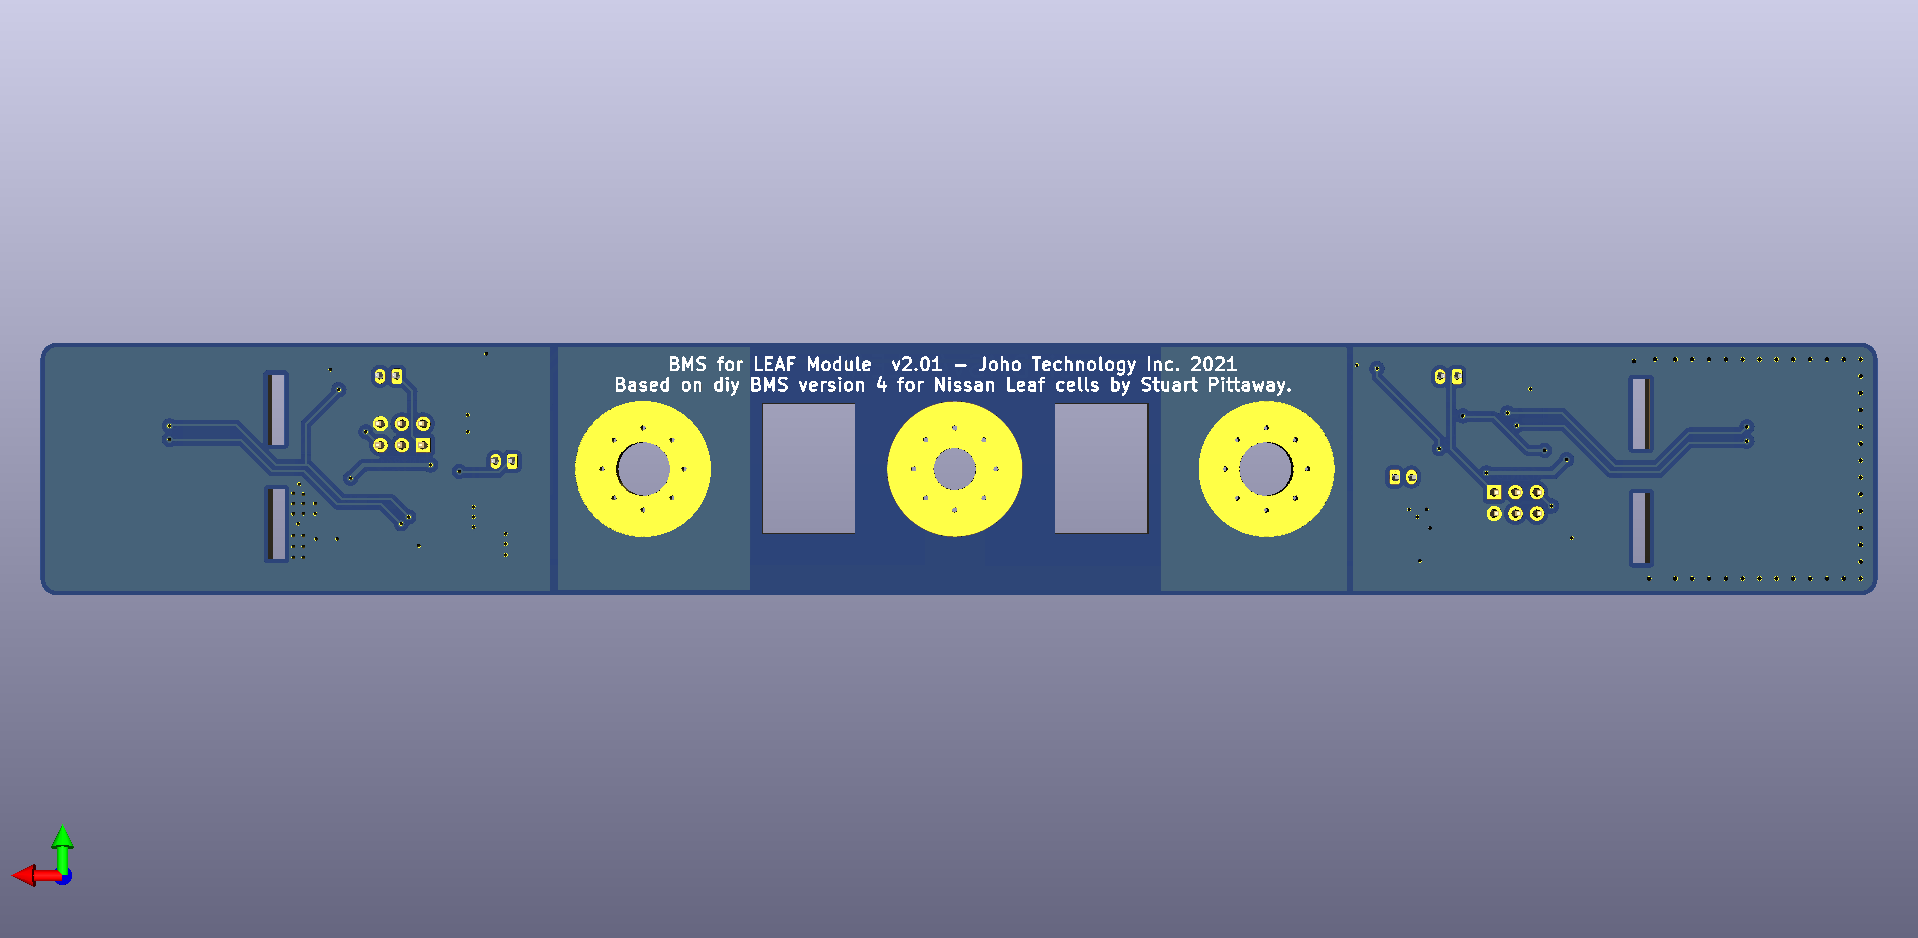 BMS for LEAF Module v2.01 – Joho Technology Inc. 2021
Based on diy BMS version 4 for Nissan Leaf cells by Stuart Pittaway.